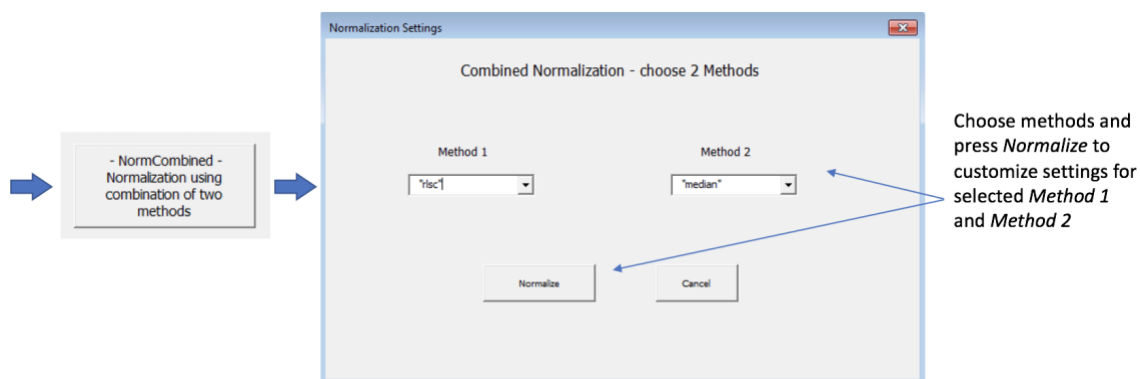 Normalization Settings
Combined Normalization - choose 2 Methods
- NormCombined -
Normalization using
combination of two
methods
Method 1
Method 2
"rlsc"
"median"
Normalize
Cancel
Choose methods and
press Normalize to
customize settings for
selected Method 1
and Method 2